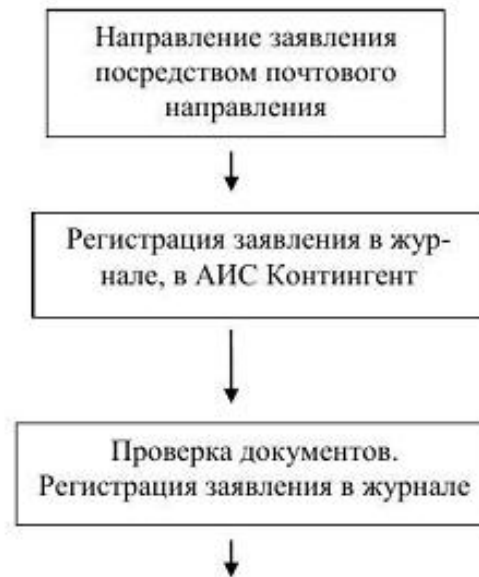 Направление заявления
посредством почтового
направления
Регистрация заявления в жур-
нале, в АИС Контингент
Проверка документов.
Регистрация заявления в журнале